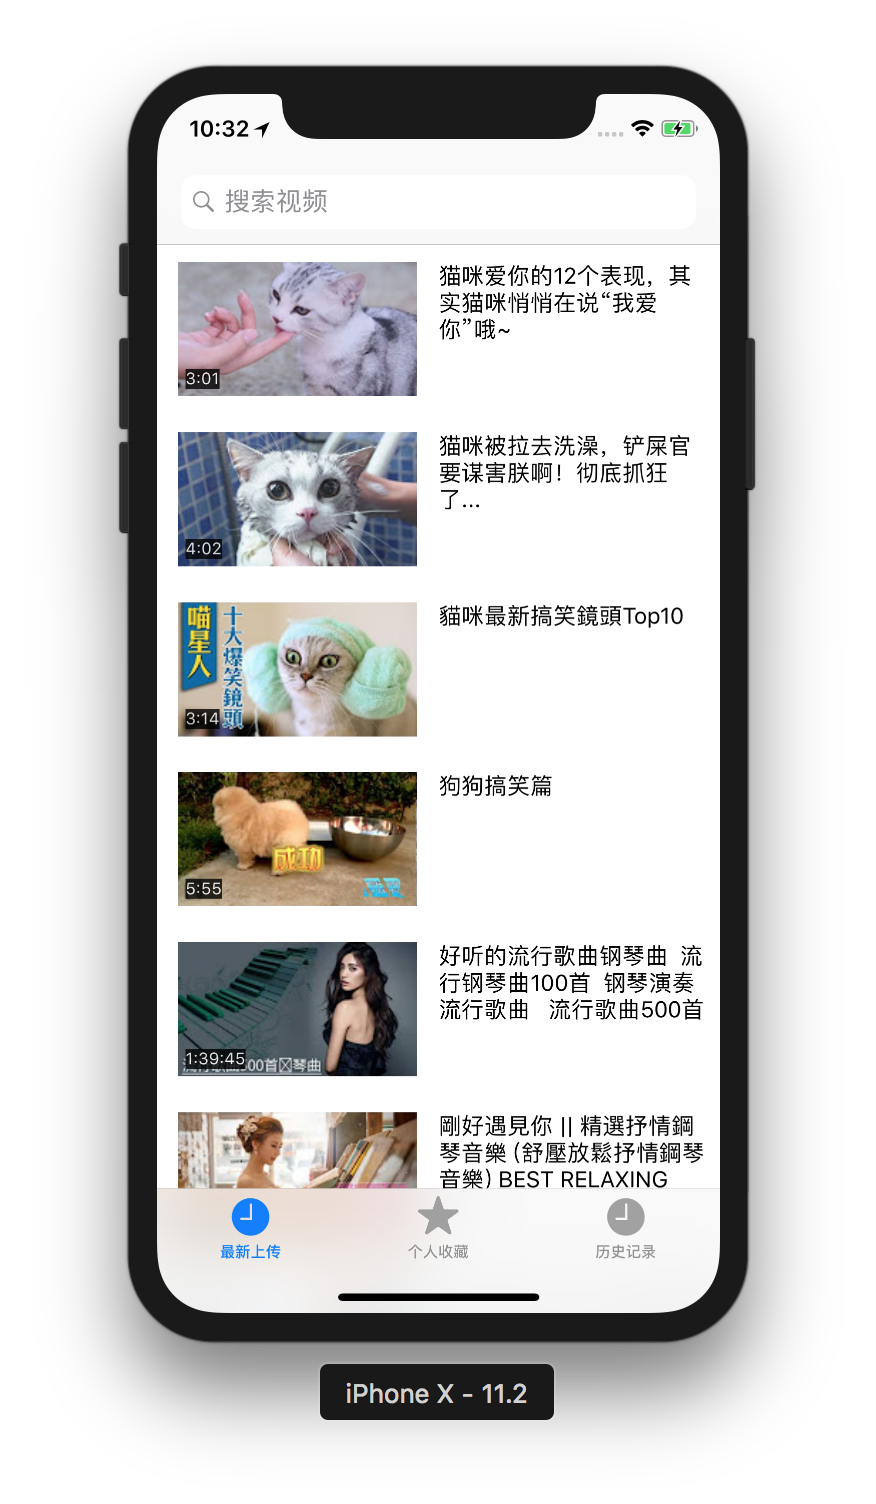 10:32
搜索视频
猫咪爱你的12个表现，其
实猫咪悄悄在说“我爱
你”哦~
3:01
猫咪被拉去洗澡，铲屎官
要谋害朕啊！彻底抓狂
了...
4:02
貓咪最新搞笑鏡頭Top10
喵星人
十大爆笑鏡頭
3:14
狗狗搞笑篇
成功
5:55
好听的流行歌曲钢琴曲 流
行钢琴曲100首 钢琴演奏
流行歌曲 流行歌曲500首
1:39:45
剛好遇見你 || 精選抒情鋼
琴音樂 (舒壓放鬆抒情鋼琴
音樂) BEST RELAXING
最新上传
个人收藏
历史记录
iPhone X - 11.2